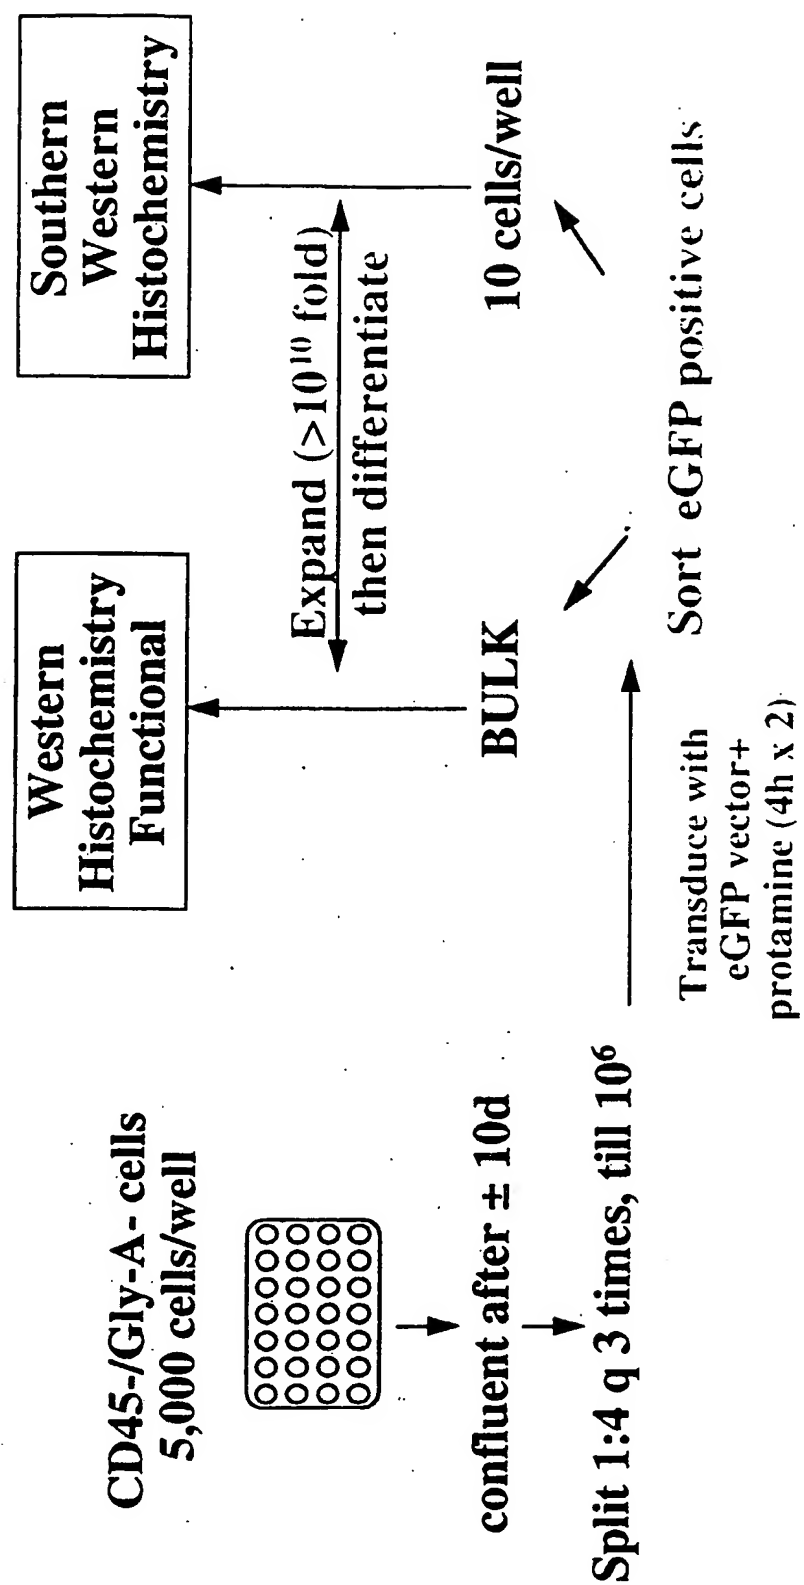 CD45-/Gly-A- cells
5,000 cells/well
confluent after ± 10d
Split 1:4 q 3 times, till 10⁶
Transduce with
eGFP vector+
protamine (4h x 2)
Sort eGFP positive cells
BULK
10 cells/well
Expand (>10¹⁰ fold)
then differentiate
Western
Histochemistry
Functional
Southern
Western
Histochemistry